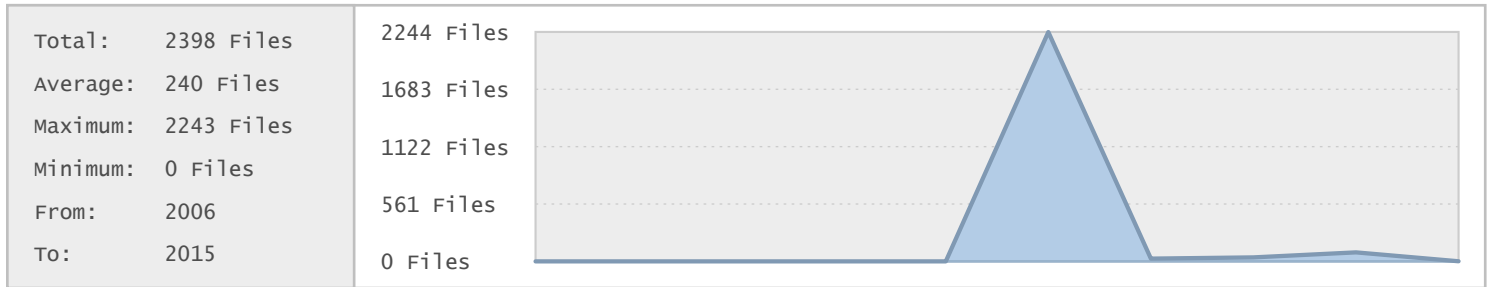 Total: 2398 Files
Average: 240 Files
Maximum: 2243 Files
Minimum: 0 Files
From: 2006
To: 2015
2244 Files
1683 Files
1122 Files
561 Files
0 Files